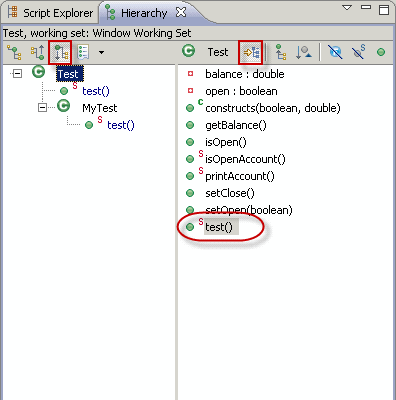 Script Explorer Hierarchy
Test, working set: Window Working Set
Test
Test
test()
MyTest
test()
balance : double
open : boolean
constructs(boolean, double)
getBalance()
isOpen()
isOpenAccount()
printAccount()
setClose()
setOpen(boolean)
test()